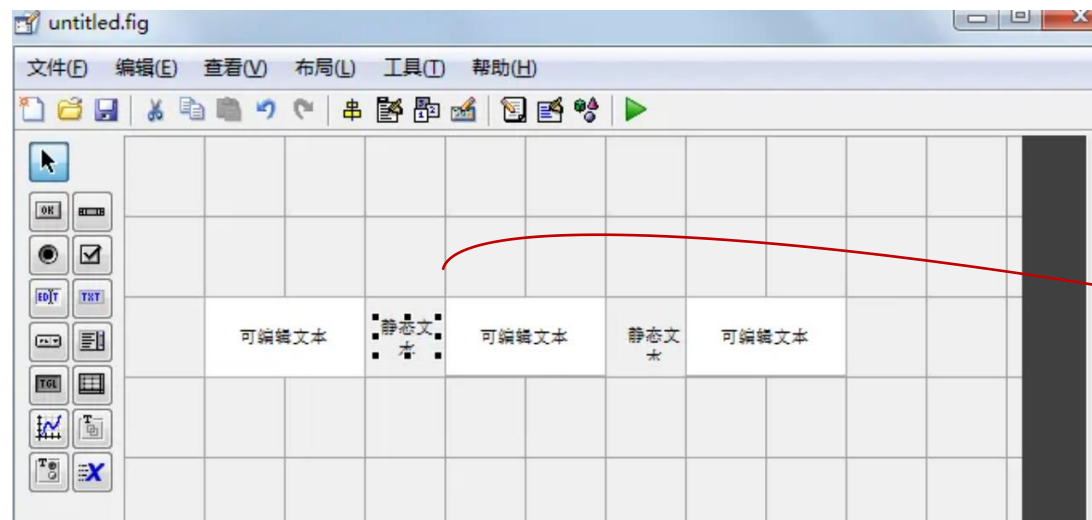 untitled.fig
文件(F) 编辑(E) 查看(V) 布局(L) 工具(T) 帮助(H)
OK
EDIT TXT
TGL
可编辑文本 静态文 可编辑文本 静态文 可编辑文本
本 本